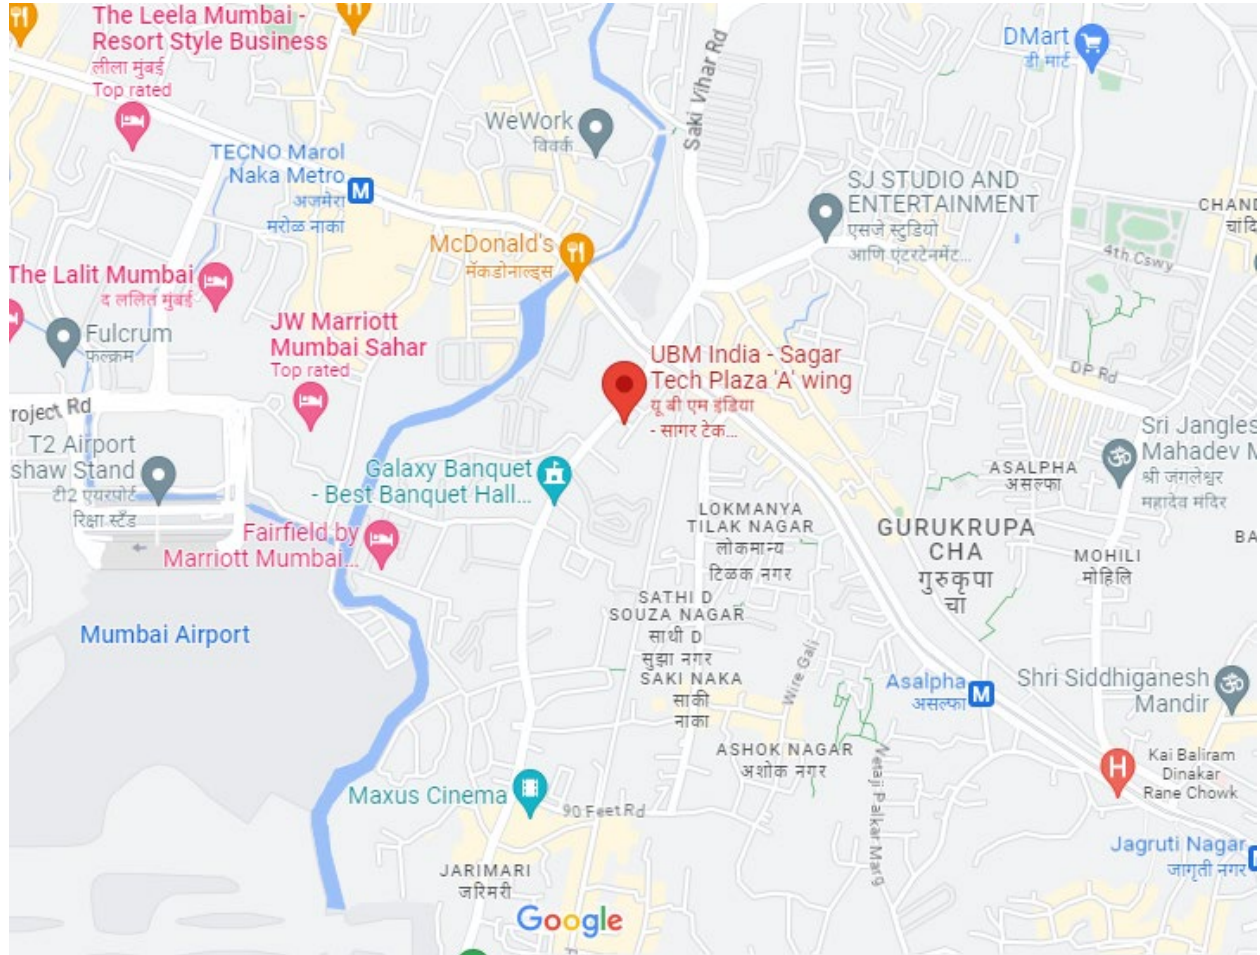 The Leela Mumbai -
Resort Style Business
लीला मुंबई
Top rated
DMart
डी मार्ट
Saki Vihar Rd
WeWork
विवर्क
TECNO Marol
Naka Metro
अजमेरा
मरोळ नाका
M
SJ STUDIO AND
ENTERTAINMENT
एसजे स्टुडियो
आणि एंटरटेनमेंट...
CHAND
चांदि
McDonald's
मॅकडोनाल्ड्स
4th Cswy
The Lalit Mumbai
द ललित मुंबई
Fulcrum
फल्क्रम
JW Marriott
Mumbai Sahar
Top rated
UBM India - Sagar
Tech Plaza 'A' wing
यू बी एम इंडिया
- सागर टेक...
DP Rd
roject Rd
T2 Airport
shaw Stand
टी2 एयरपोर्ट
रिक्षा स्टँड
Sri Jangles
Mahadev M
श्री जंगलेश्वर
महादेव मंदिर
Galaxy Banquet
- Best Banquet Hall...
ASALPHA
असल्फा
LOKMANYA
TILAK NAGAR
लोकमान्य
टिळक नगर
GURUKRUPA
CHA
गुरुकृपा
चा
Fairfield by
Marriott Mumbai...
BA
MOHILI
मोहिलि
SATHI D
SOUZA NAGAR
साथी D
सुझा नगर
Mumbai Airport
SAKI NAKA
साकी
नाका
Wire Gali
Asalpha
असल्फा
M
Shri Siddhiganesh
Mandir
ASHOK NAGAR
अशोक नगर
Netaji Palkar Marg
H
Kai Baliram
Dinakar
Rane Chowk
Maxus Cinema
90 Feet Rd
Jagruti Nagar
जागृती नगर
JARIMARI
जरिमरी
Google